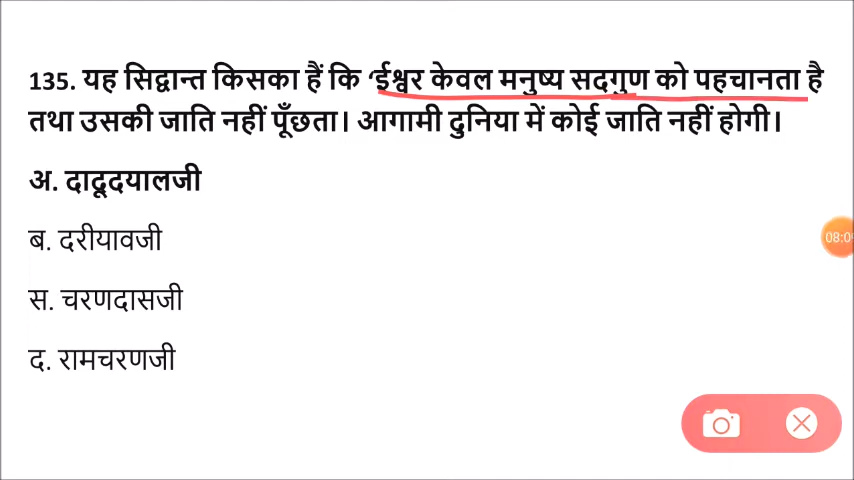 135. यह सिद्वान्त किसका हैं कि ‘ईश्वर केवल मनुष्य सदगुण को पहचानता है
तथा उसकी जाति नहीं पूँछता। आगामी दुनिया में कोई जाति नहीं होगी।
अ. दादूदयालजी
ब. दरीयावजी
स. चरणदासजी
द. रामचरणजी